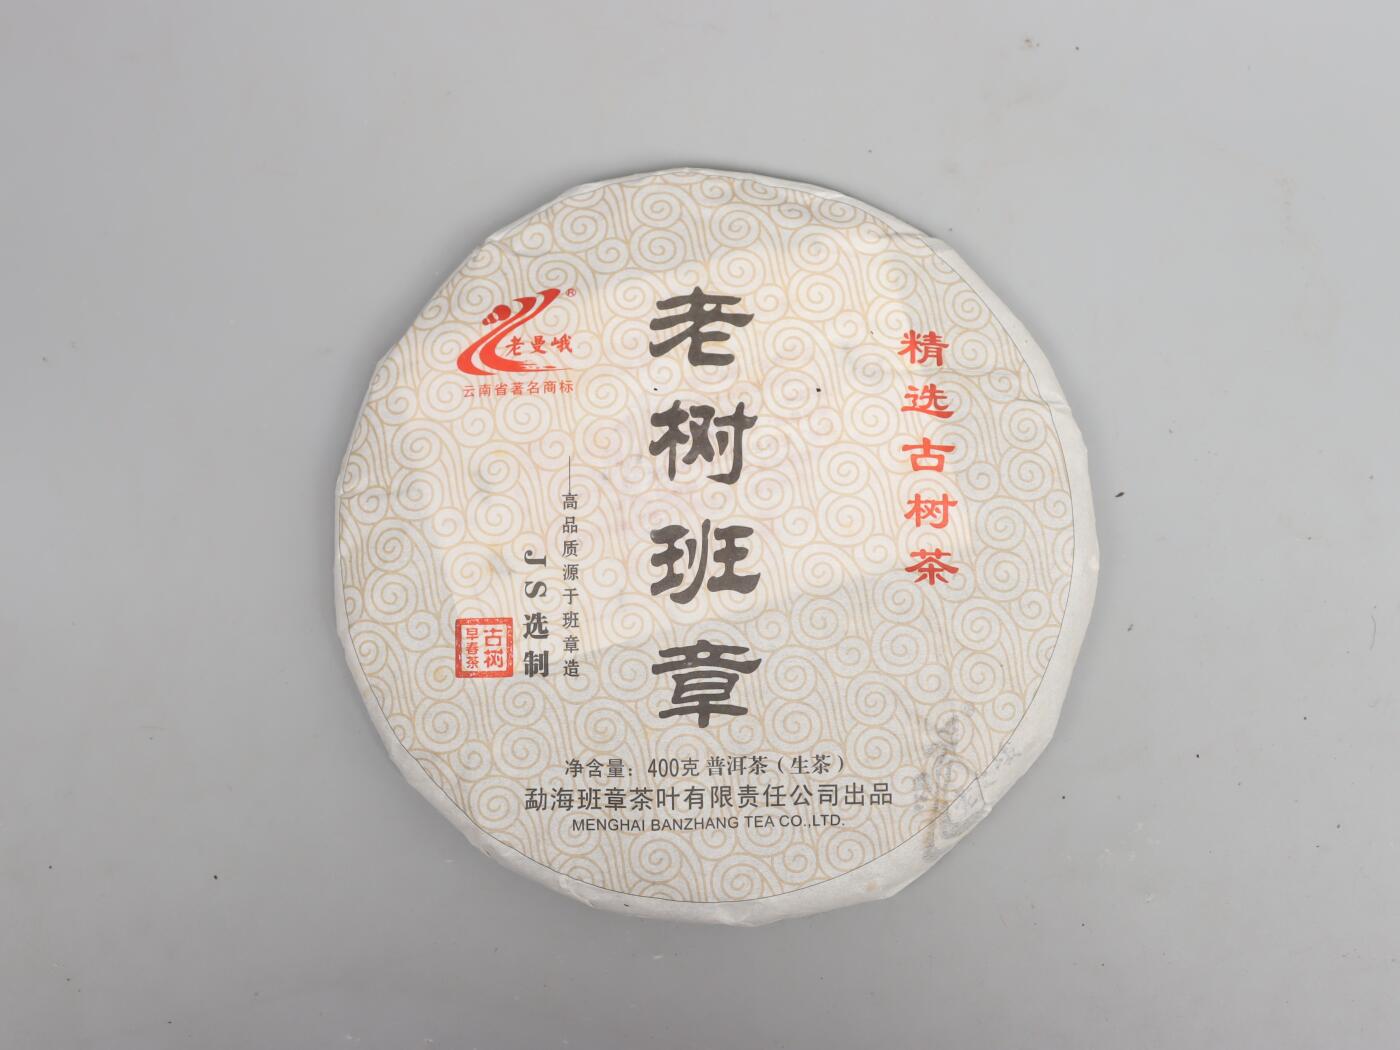 老曼峨®
云南省著名商标
老树班章
精选古树茶
——高品质源于班章造
JS选制
古树
早春茶
净含量：400克 普洱茶（生茶）
勐海班章茶叶有限责任公司出品
MENGHAI BANZHANG TEA CO.,LTD.